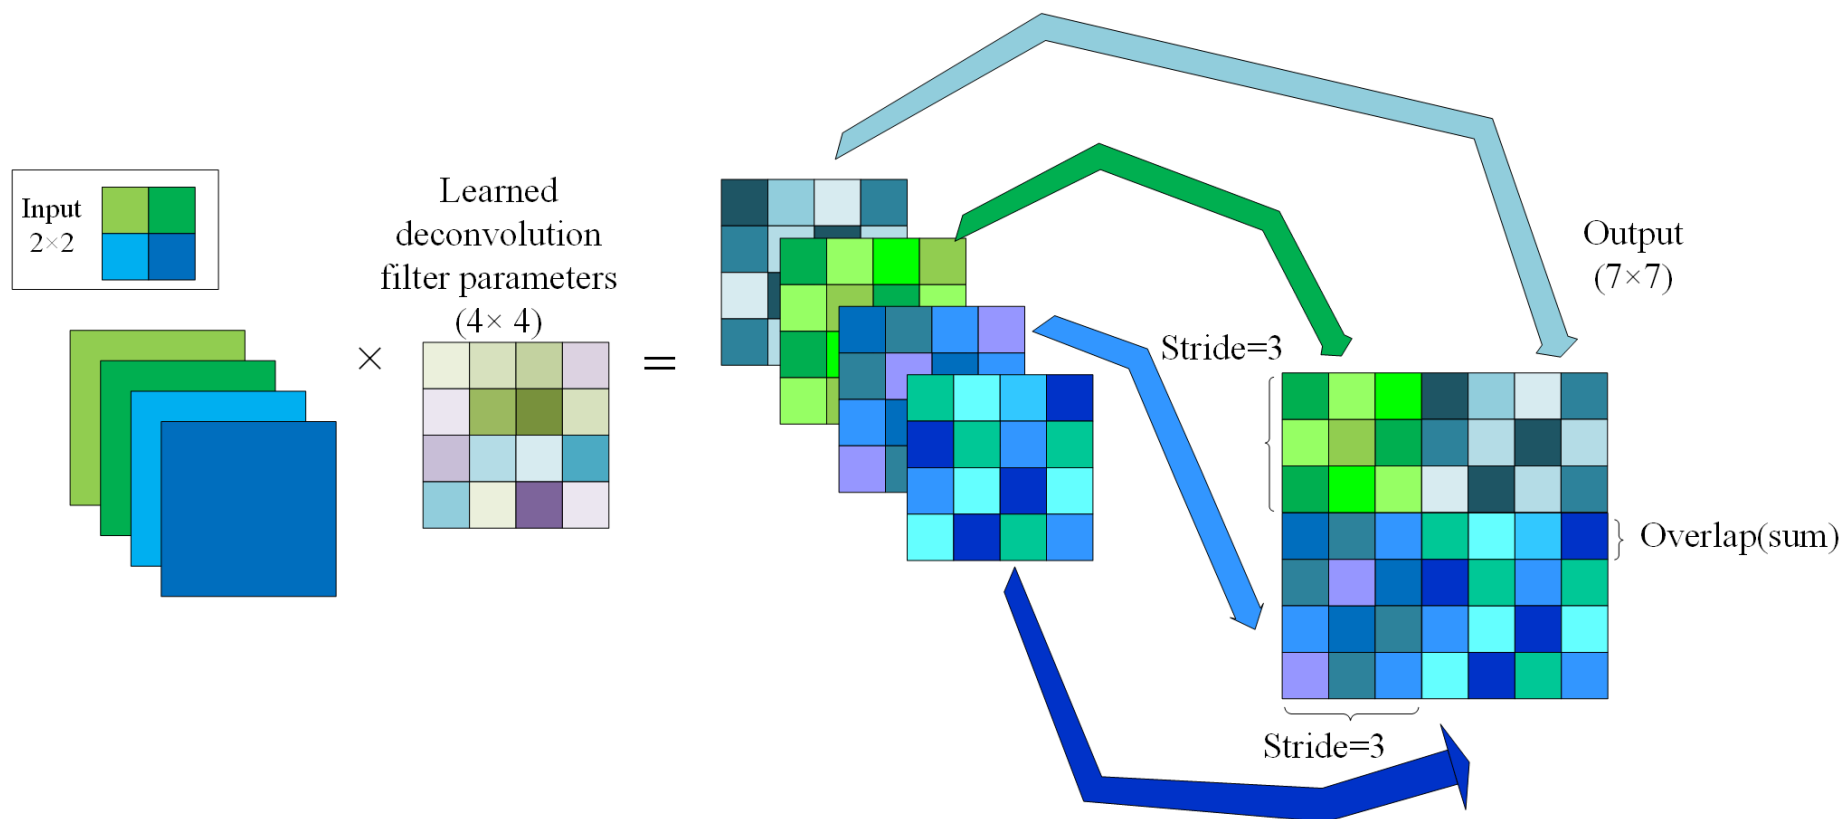 Input
2×2
Learned
deconvolution
filter parameters
(4× 4)
×
=
Output
(7×7)
Stride=3
Overlap(sum)
Stride=3